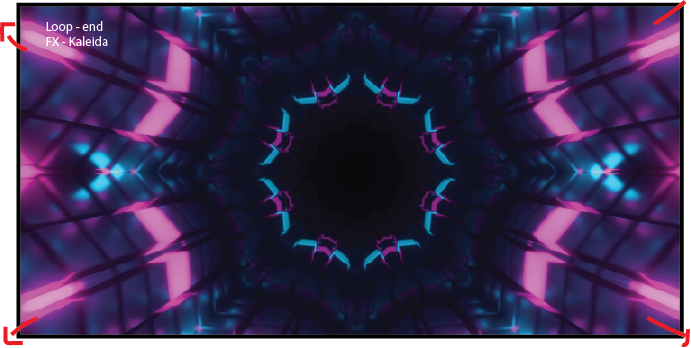 Loop - end
FX - Kaleida